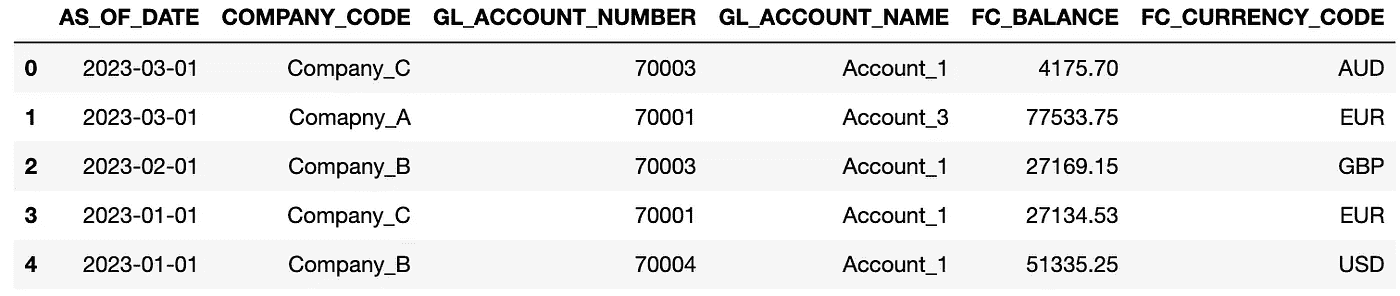 AS_OF_DATE COMPANY_CODE GL_ACCOUNT_NUMBER GL_ACCOUNT_NAME FC_BALANCE FC_CURRENCY_CODE
0 2023-03-01 Company_C 70003 Account_1 4175.70 AUD
1 2023-03-01 Comapny_A 70001 Account_3 77533.75 EUR
2 2023-02-01 Company_B 70003 Account_1 27169.15 GBP
3 2023-01-01 Company_C 70001 Account_1 27134.53 EUR
4 2023-01-01 Company_B 70004 Account_1 51335.25 USD